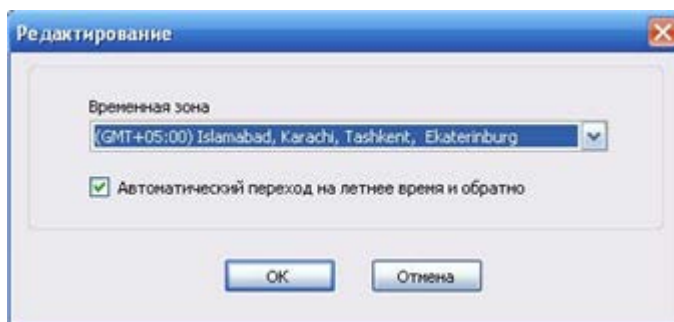 Редактирование
Временная зона
(GMT+05:00) Islamabad, Karachi, Tashkent, Ekaterinburg
Автоматический переход на летнее время и обратно
OK
Отмена